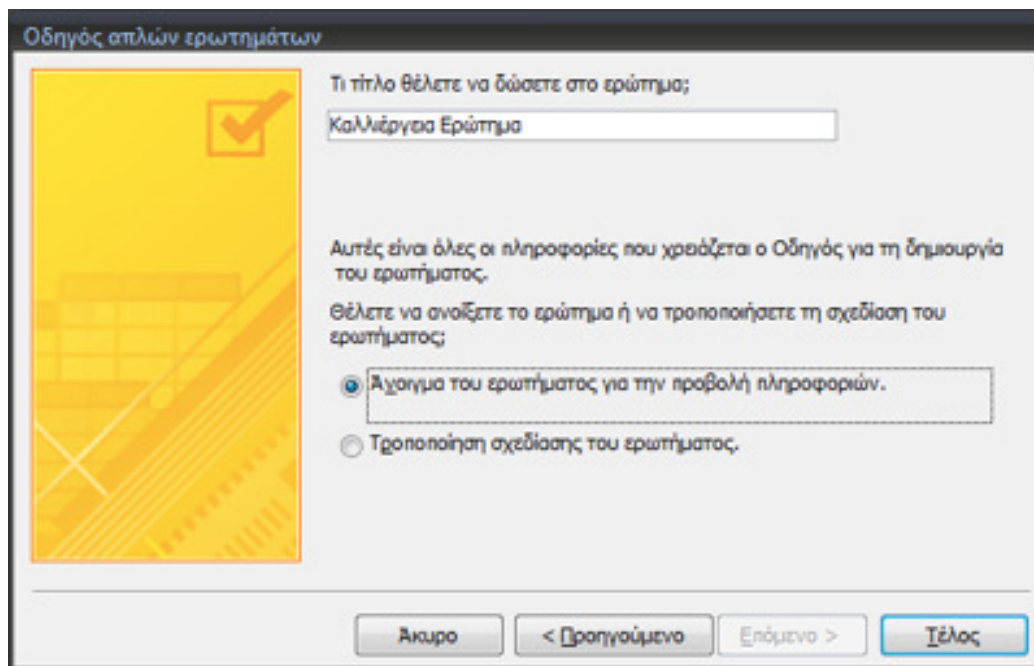 Οδηγός απλών ερωτημάτων
Τι τίτλο θέλετε να δώσετε στο ερώτημα;
Καλλιέργεια Ερώτημα
Αυτές είναι όλες οι πληροφορίες που χρειάζεται ο Οδηγός για τη δημιουργία
του ερωτήματος.
Θέλετε να ανοίξετε το ερώτημα ή να τροποποιήσετε τη σχεδίαση του
ερωτήματος;
Άνοιγμα του ερωτήματος για την προβολή πληροφοριών.
Τροποποίηση σχεδίασης του ερωτήματος.
Άκυρο
< Προηγούμενο
Επόμενο >
Τέλος